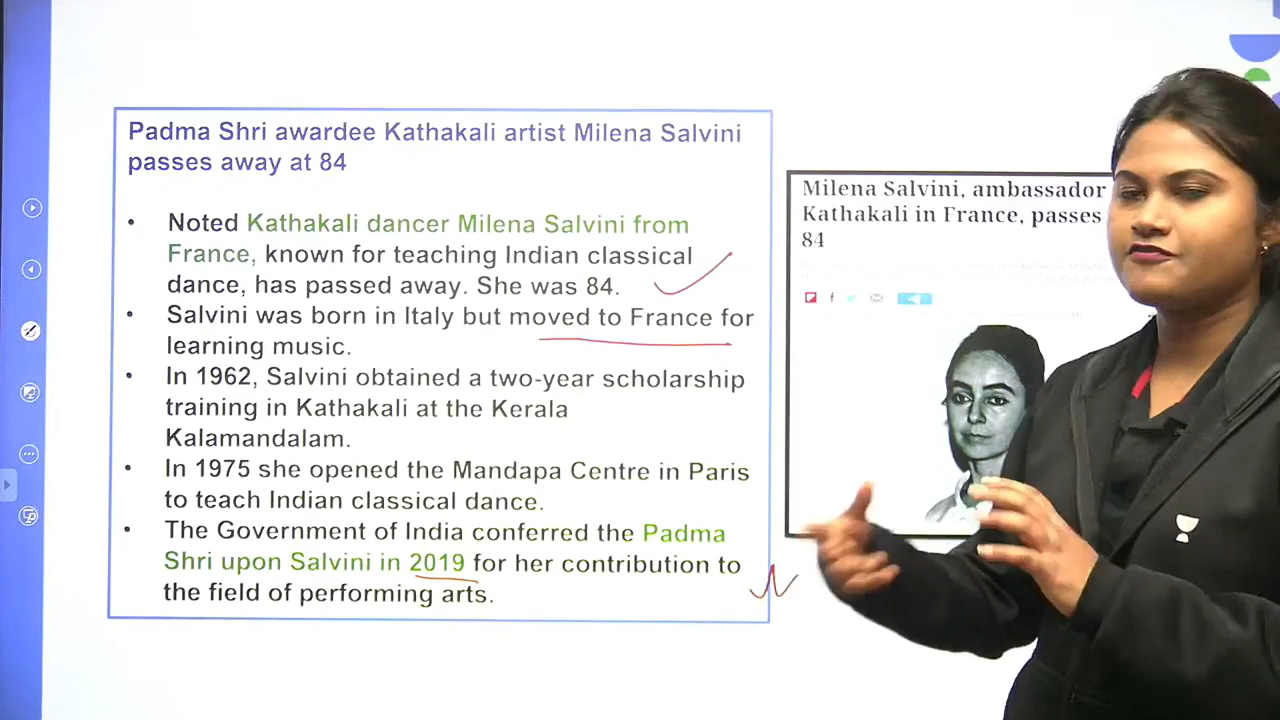 Padma Shri awardee Kathakali artist Milena Salvini
passes away at 84
• Noted Kathakali dancer Milena Salvini from
France, known for teaching Indian classical
dance, has passed away. She was 84.
• Salvini was born in Italy but moved to France for
learning music.
• In 1962, Salvini obtained a two-year scholarship
training in Kathakali at the Kerala
Kalamandalam.
• In 1975 she opened the Mandapa Centre in Paris
to teach Indian classical dance.
• The Government of India conferred the Padma
Shri upon Salvini in 2019 for her contribution to
the field of performing arts.
Milena Salvini, ambassador
Kathakali in France, passes
84